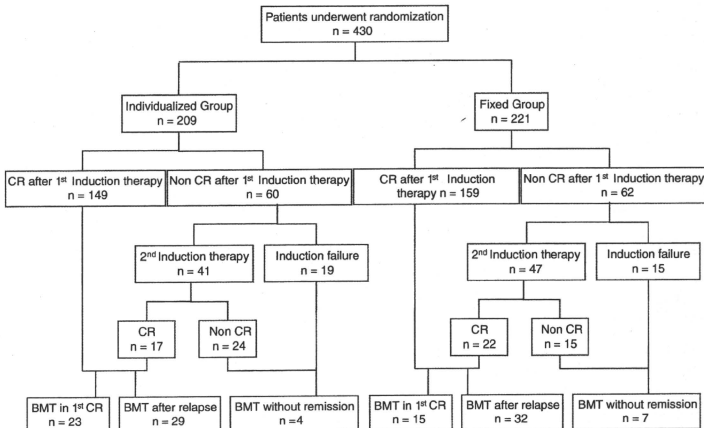 Patients underwent randomization
n = 430
Individualized Group
n = 209
Fixed Group
n = 221
CR after 1st Induction therapy
n = 149
Non CR after 1st Induction therapy
n = 60
CR after 1st Induction
therapy n = 159
Non CR after 1st Induction therapy
n = 62
2nd Induction therapy
n = 41
Induction failure
n = 19
2nd Induction therapy
n = 47
Induction failure
n = 15
CR
n = 17
Non CR
n = 24
CR
n = 22
Non CR
n = 15
BMT in 1st CR
n = 23
BMT after relapse
n = 29
BMT without remission
n =4
BMT in 1st CR
n = 15
BMT after relapse
n = 32
BMT without remission
n = 7